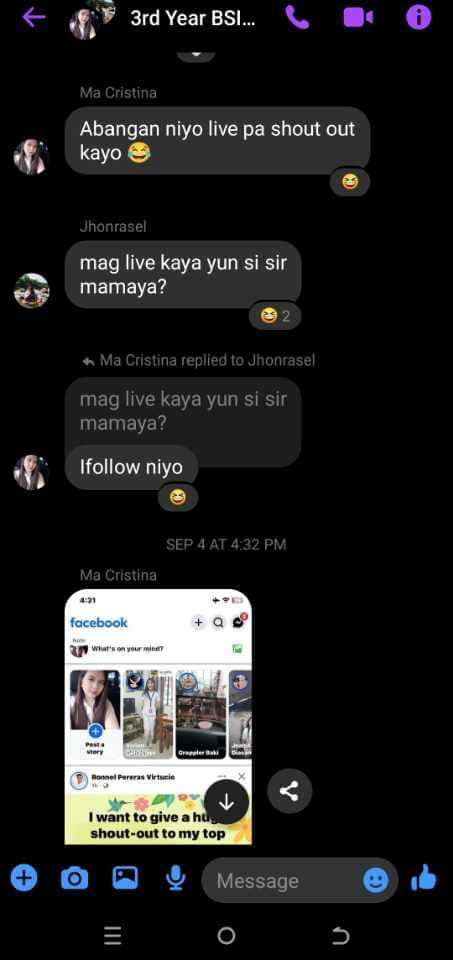 3rd Year BSI...
Ma Cristina
Abangan niyo live pa shout out
kayo 😂
Jhonrasel
mag live kaya yun si sir
mamaya?
2
Ma Cristina replied to Jhonrasel
mag live kaya yun si sir
mamaya?
Ifollow niyo
SEP 4 AT 4:32 PM
Ma Cristina
4:31
facebook
What's on your mind?
Post a
story
Grappler Baki
Ronnel Pereras Virtucio
I want to give a
shout-out to my top
Message